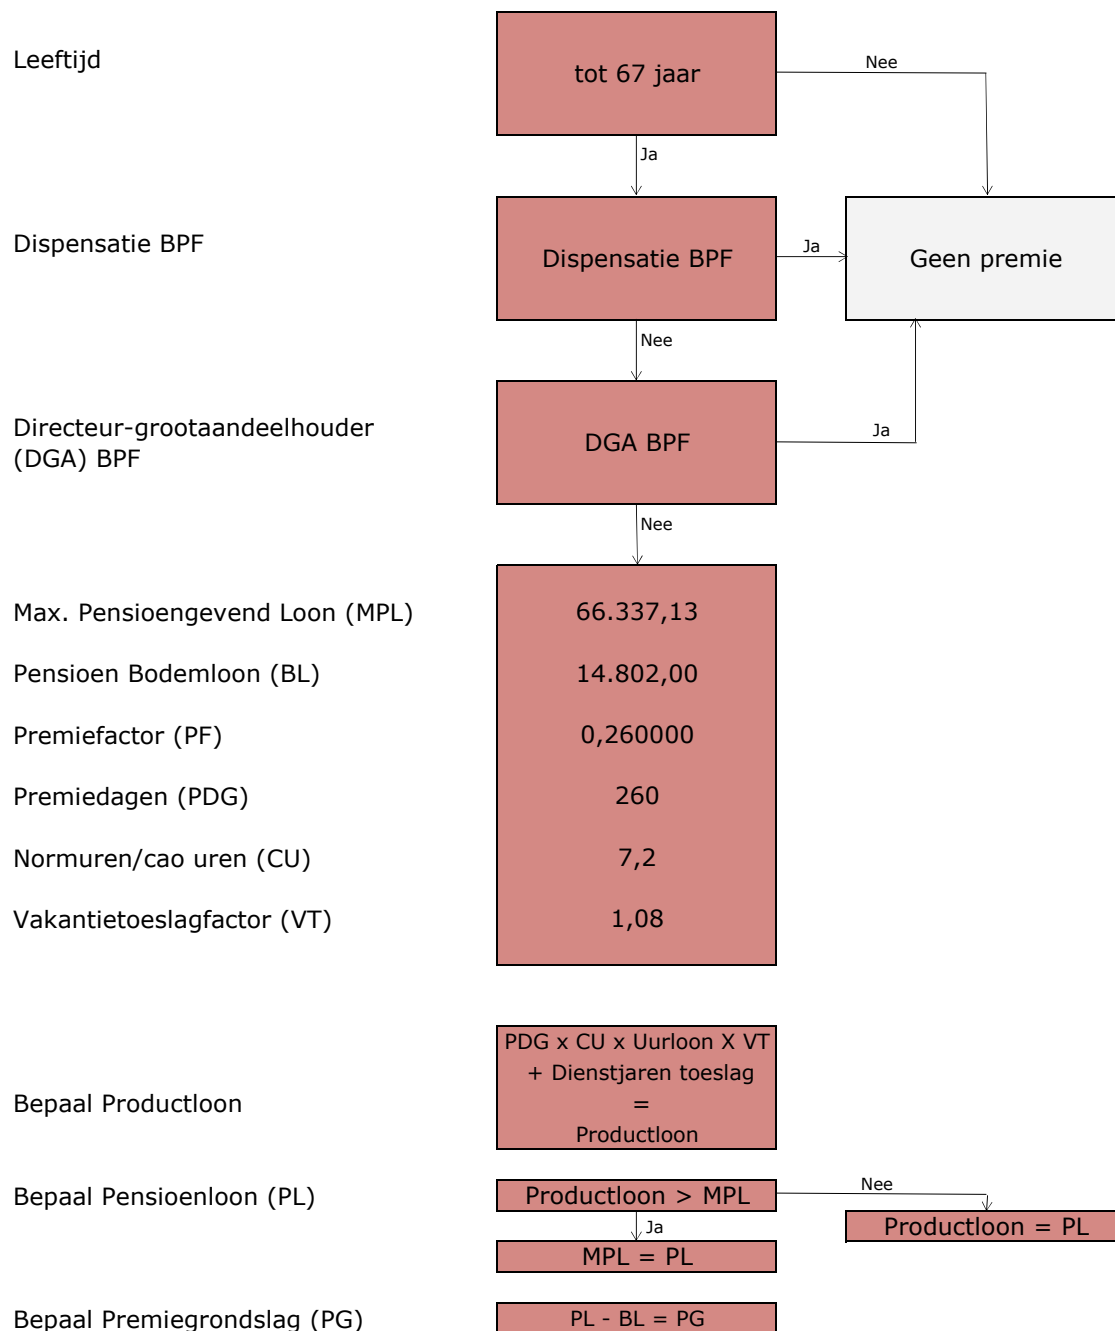 Leeftijd
tot 67 jaar
Nee
Ja
Dispensatie BPF
Dispensatie BPF
Ja
Geen premie
Nee
Directeur-grootaandeelhouder
(DGA) BPF
DGA BPF
Ja
Nee
Max. Pensioengevend Loon (MPL)
66.337,13
Pensioen Bodemloon (BL)
14.802,00
Premiefactor (PF)
0,260000
Premiedagen (PDG)
260
Normuren/cao uren (CU)
7,2
Vakantietoeslagfactor (VT)
1,08
Bepaal Productloon
PDG x CU x Uurloon X VT
+ Dienstjaren toeslag
=
Productloon
Bepaal Pensioenloon (PL)
Productloon > MPL
Nee
Ja
Productloon = PL
MPL = PL
Bepaal Premiegrondslag (PG)
PL - BL = PG